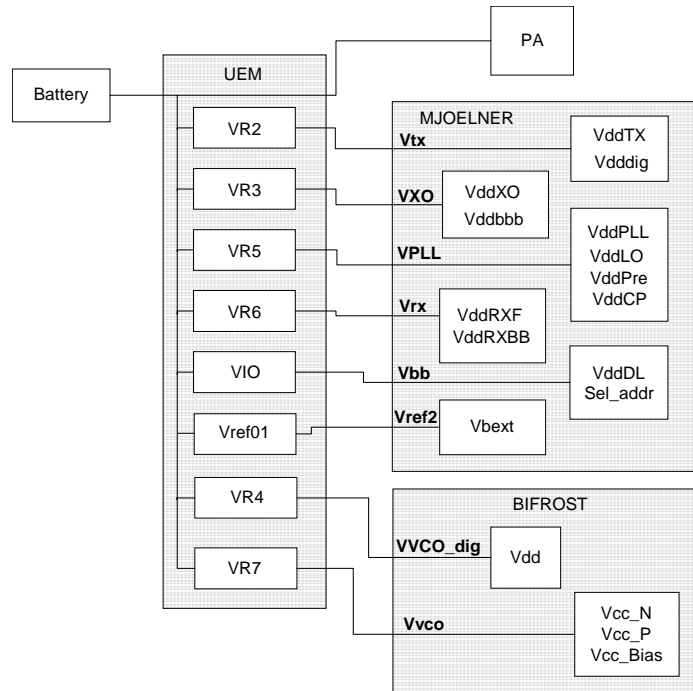 PA
UEM
Battery
MJOELNER
VR2
Vtx
VddTX
Vdddig
VR3
VXO
VddXO
Vddbbb
VR5
VPLL
VddPLL
VddLO
VddPre
VddCP
VR6
Vrx
VddRXF
VddRXBB
VIO
Vbb
VddDL
Sel_addr
Vref01
Vref2
Vbext
BIFROST
VR4
VVCO_dig
Vdd
VR7
Vvco
Vcc_N
Vcc_P
Vcc_Bias